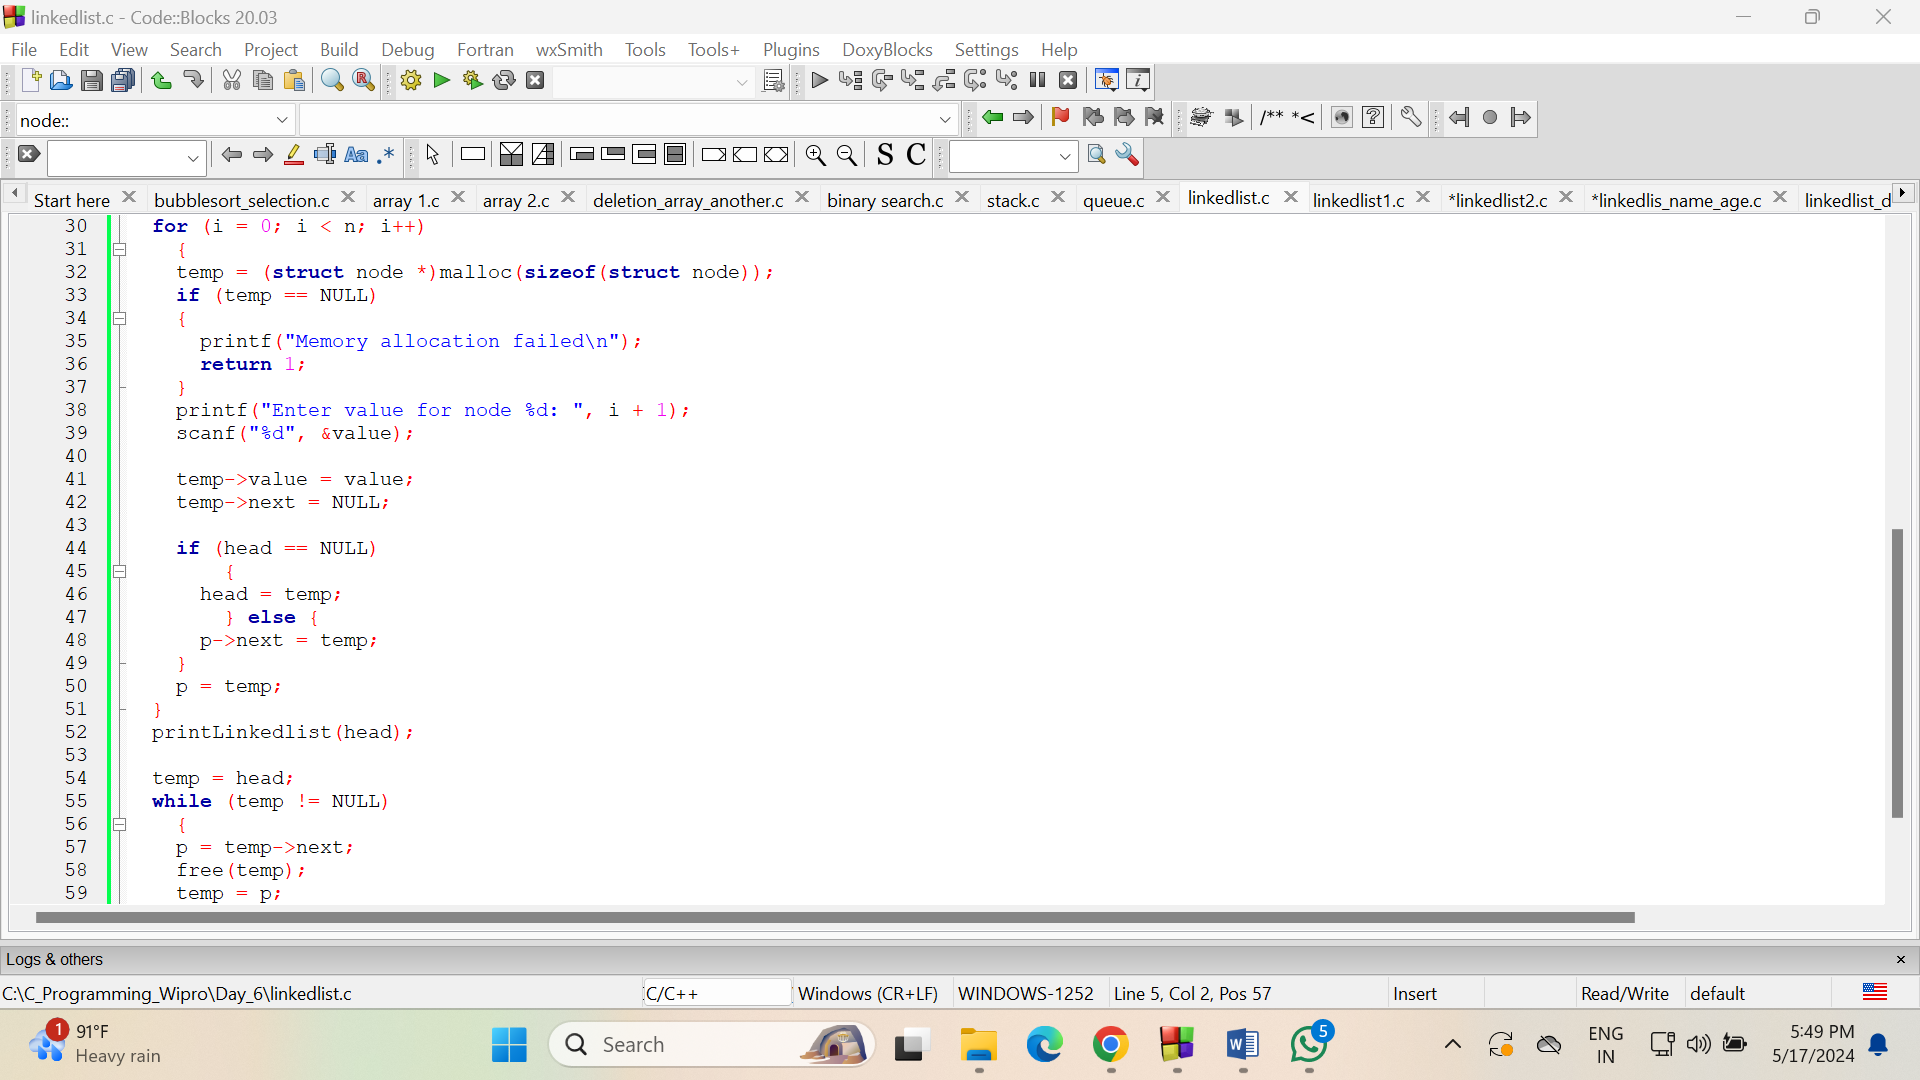 linkedlist.c - Code::Blocks 20.03
File Edit View Search Project Build Debug Fortran wxSmith Tools Tools+ Plugins DoxyBlocks Settings Help
node::
/** *<
Aa .* S C
Start here bubblesort_selection.c array 1.c array 2.c deletion_array_another.c binary search.c stack.c queue.c linkedlist.c linkedlist1.c *linkedlist2.c *linkedlis_name_age.c linkedlist_d
30 for (i = 0; i < n; i++)
31 {
32 temp = (struct node *)malloc(sizeof(struct node));
33 if (temp == NULL)
34 {
35 printf("Memory allocation failed\n");
36 return 1;
37 }
38 printf("Enter value for node %d: ", i + 1);
39 scanf("%d", &value);
40
41 temp->value = value;
42 temp->next = NULL;
43
44 if (head == NULL)
45 {
46 head = temp;
47 } else {
48 p->next = temp;
49 }
50 p = temp;
51 }
52 printLinkedlist(head);
53
54 temp = head;
55 while (temp != NULL)
56 {
57 p = temp->next;
58 free(temp);
59 temp = p;
Logs & others
C:\C_Programming_Wipro\Day_6\linkedlist.c C/C++ Windows (CR+LF) WINDOWS-1252 Line 5, Col 2, Pos 57 Insert Read/Write default
1 91°F Heavy rain
Search
5
ENG IN
5:49 PM
5/17/2024